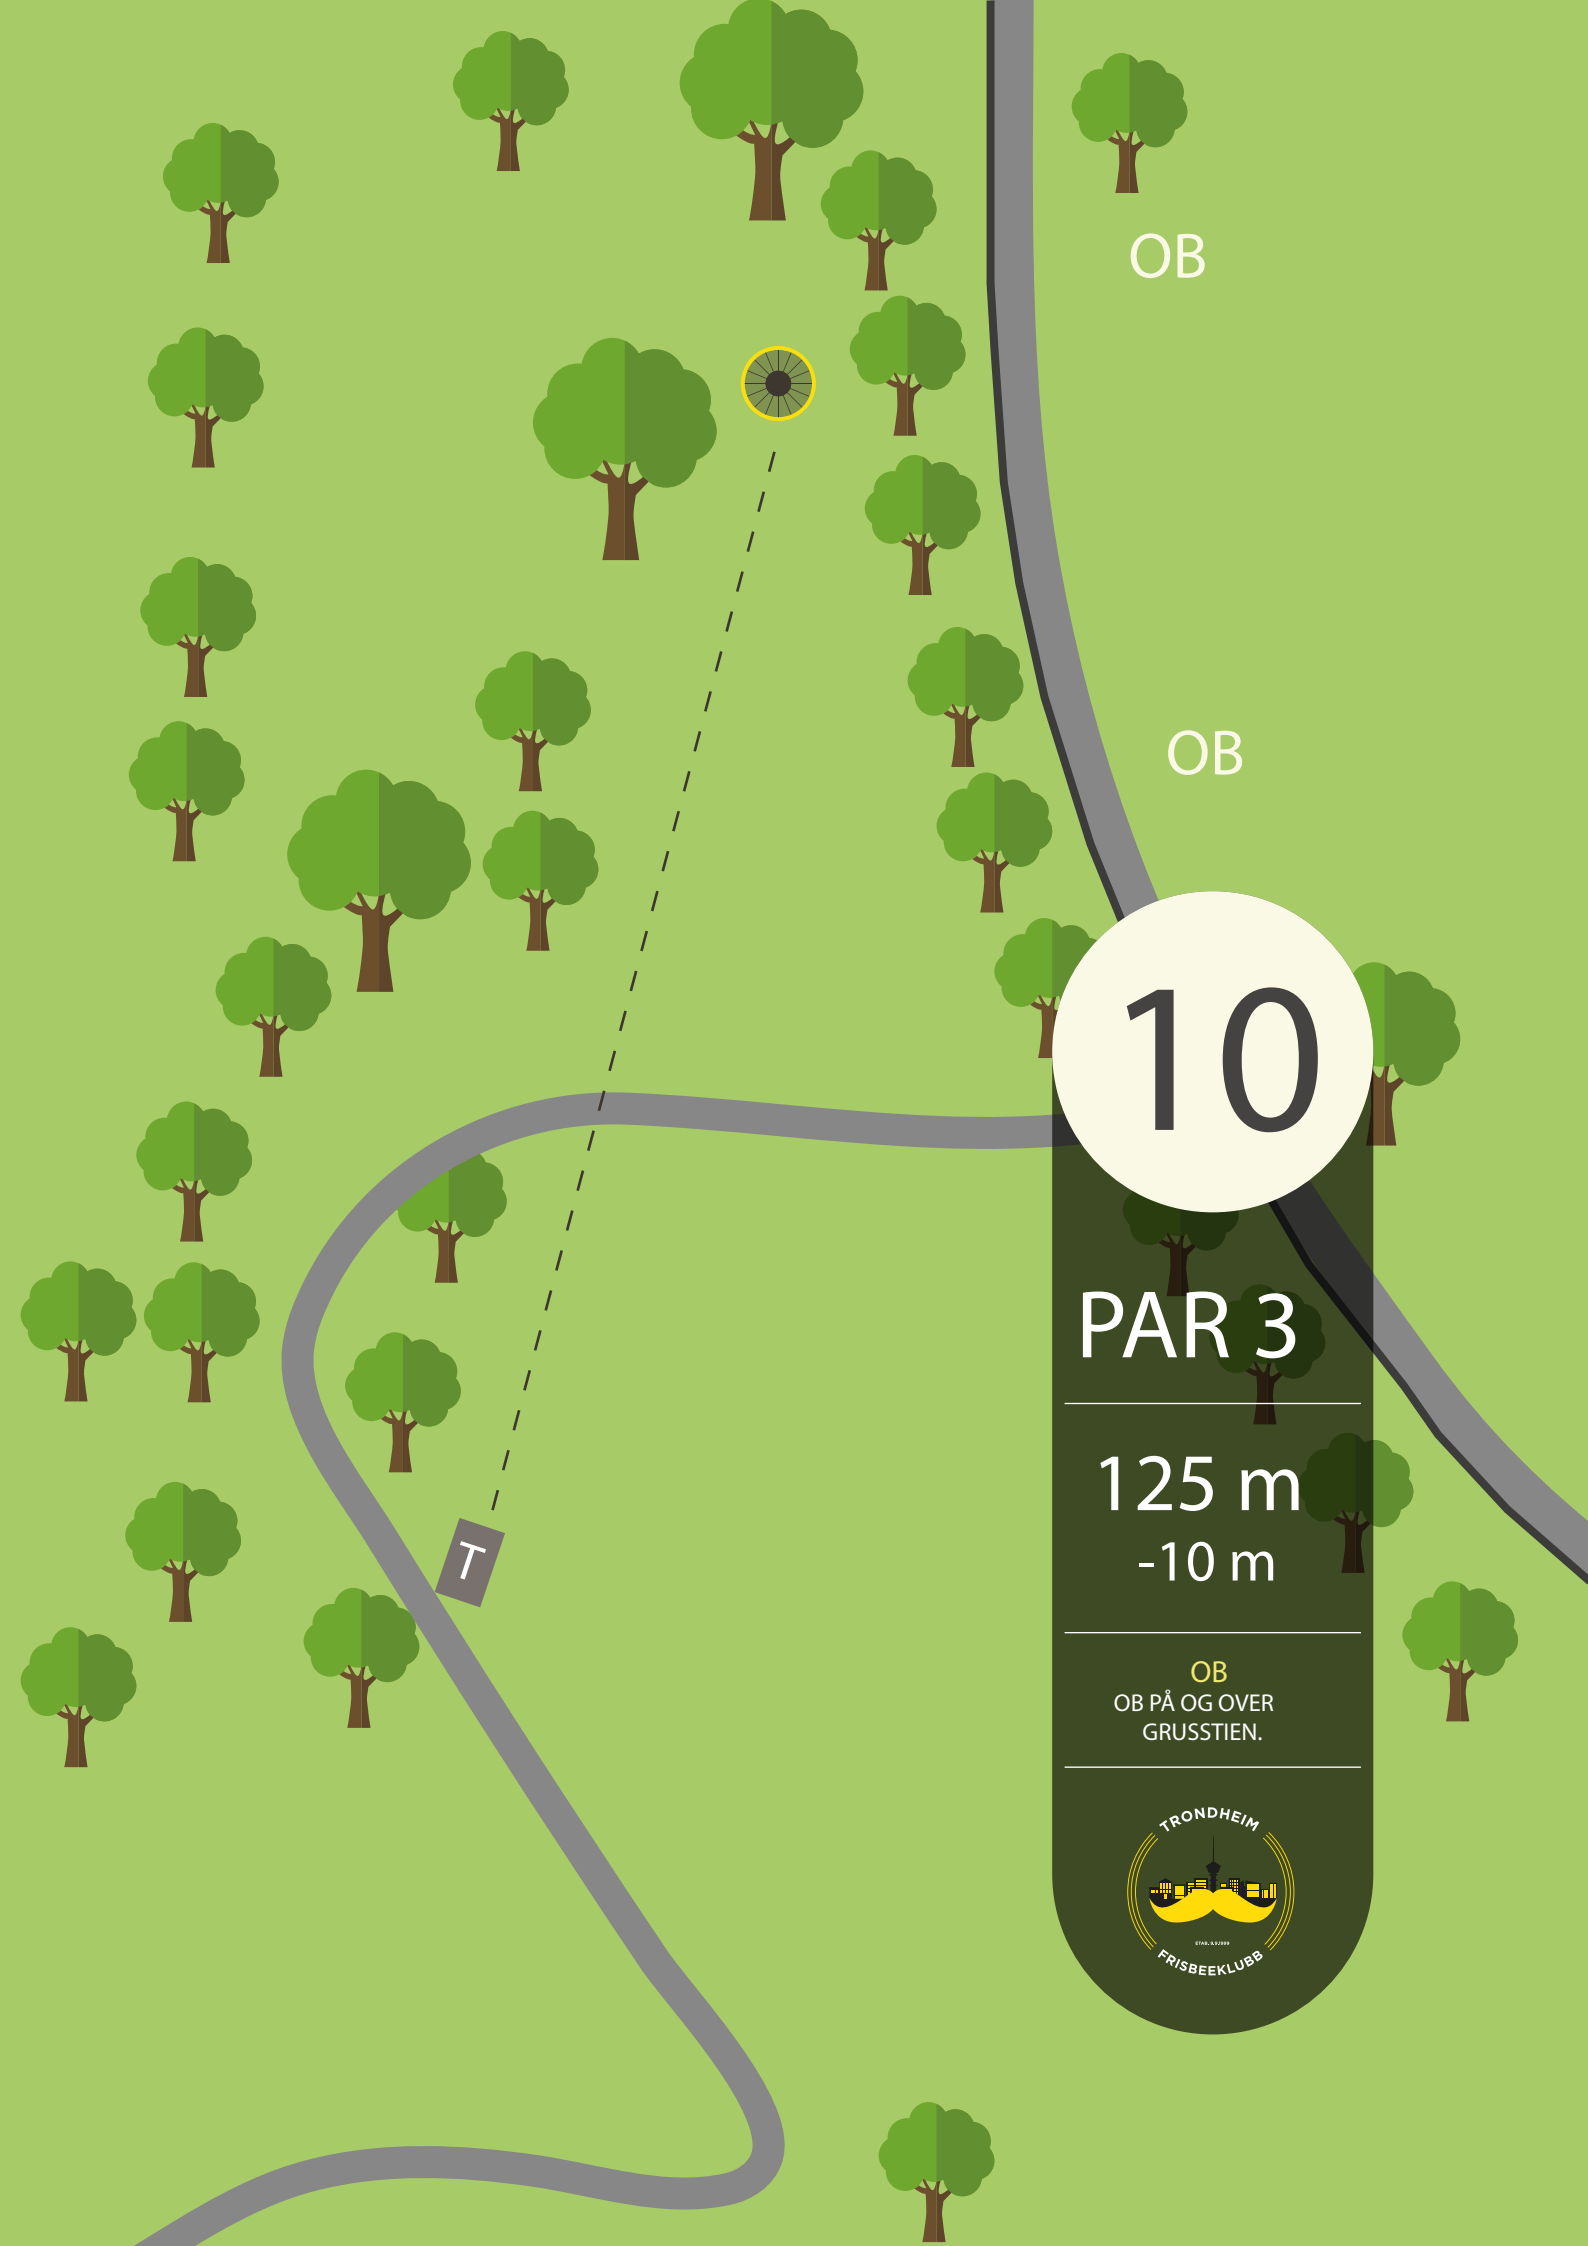 OB
OB
10
PAR 3
T
125 m
-10 m
OB
OB PÅ OG OVER
GRUSSTIEN.
TRONDHEIM
FRISBEEKLUBB